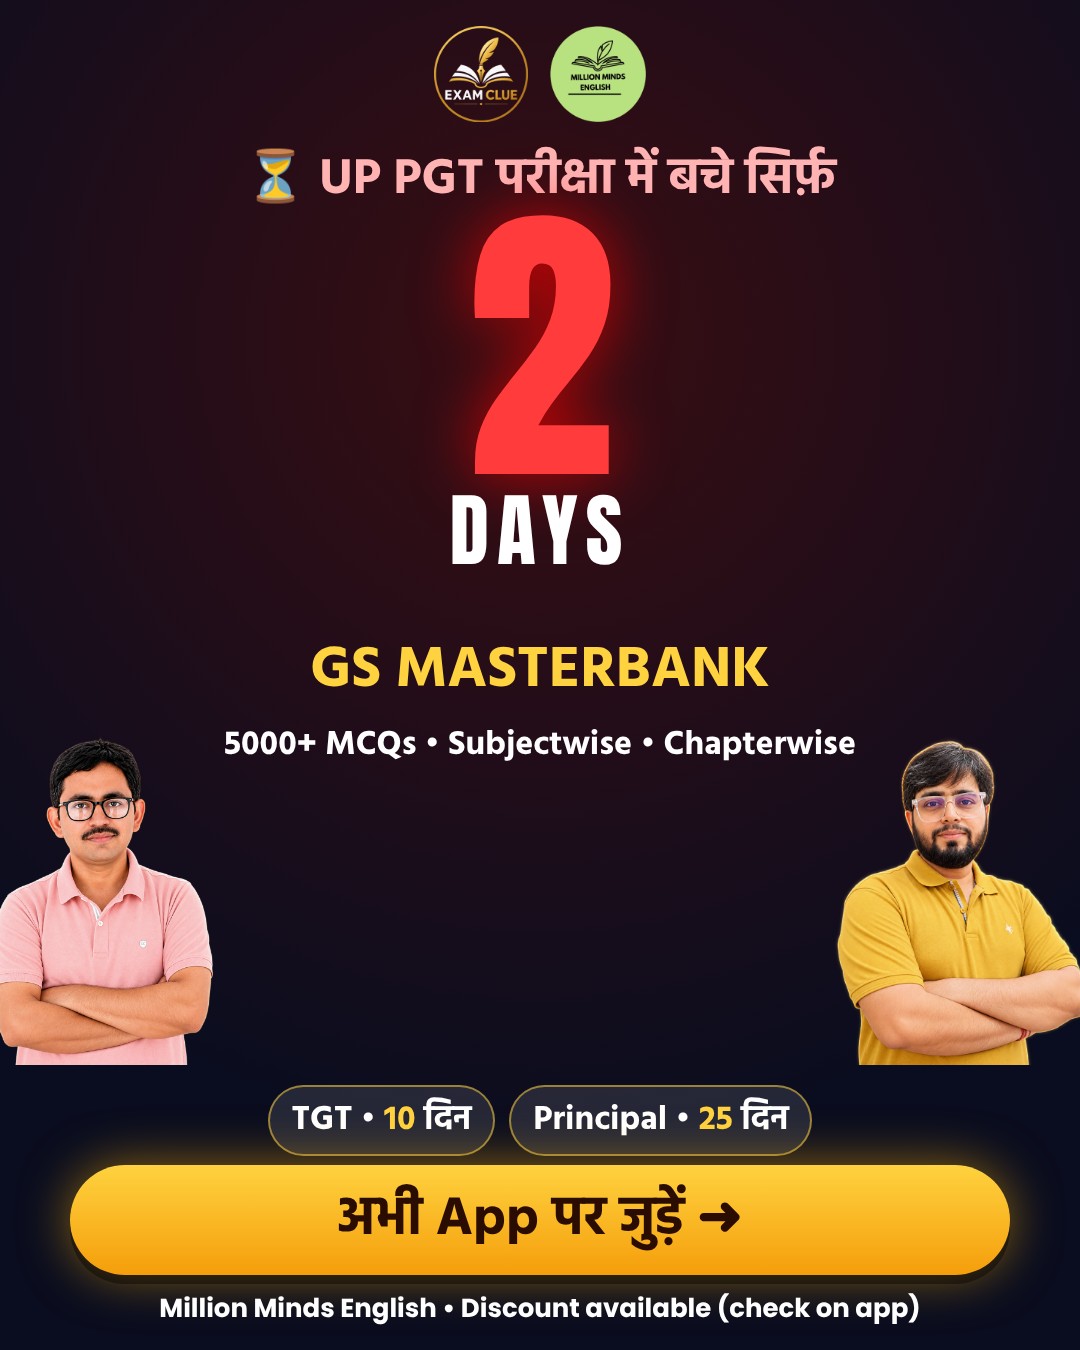 EXAM CLUE
MILLION MINDS
ENGLISH
⏳ UP PGT परीक्षा में बचे सिर्फ़
2
DAYS
GS MASTERBANK
5000+ MCQs • Subjectwise • Chapterwise
TGT • 10 दिन
Principal • 25 दिन
अभी App पर जुड़ें ➜
Million Minds English • Discount available (check on app)